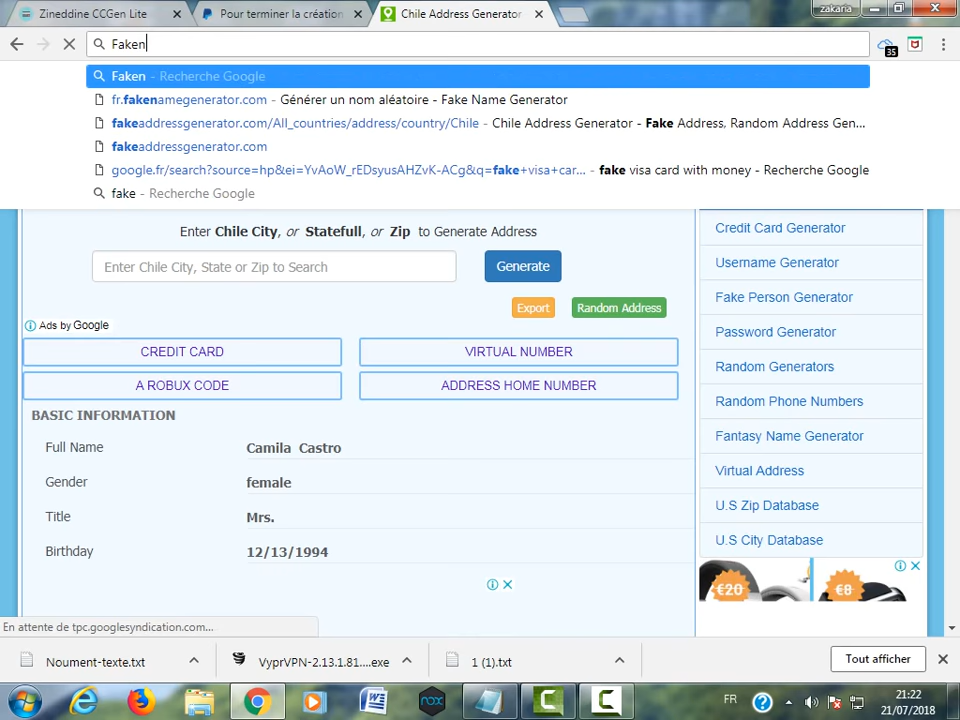 Zineddine CCGen Lite
Pour terminer la création
Chile Address Generator
zakaria
Faken
35
Faken - Recherche Google
fr.fakenamegenerator.com - Générer un nom aléatoire - Fake Name Generator
fakeaddressgenerator.com/All_countries/address/country/Chile - Chile Address Generator - Fake Address, Random Address Gen...
fakeaddressgenerator.com
google.fr/search?source=hp&ei=YvAoW_rEDsyusAHZvK-ACg&q=fake+visa+car... - fake visa card with money - Recherche Google
fake - Recherche Google
Enter Chile City, or Statefull, or Zip to Generate Address
Enter Chile City, State or Zip to Search
Generate
Export
Random Address
Ads by Google
CREDIT CARD
VIRTUAL NUMBER
A ROBUX CODE
ADDRESS HOME NUMBER
BASIC INFORMATION
Full Name
Camila Castro
Gender
female
Title
Mrs.
Birthday
12/13/1994
Credit Card Generator
Username Generator
Fake Person Generator
Password Generator
Random Generators
Random Phone Numbers
Fantasy Name Generator
Virtual Address
U.S Zip Database
U.S City Database
€20
€8
En attente de tpc.googlesyndication.com...
Noument-texte.txt
VyprVPN-2.13.1.81....exe
1 (1).txt
Tout afficher
nox
FR
21:22
21/07/2018